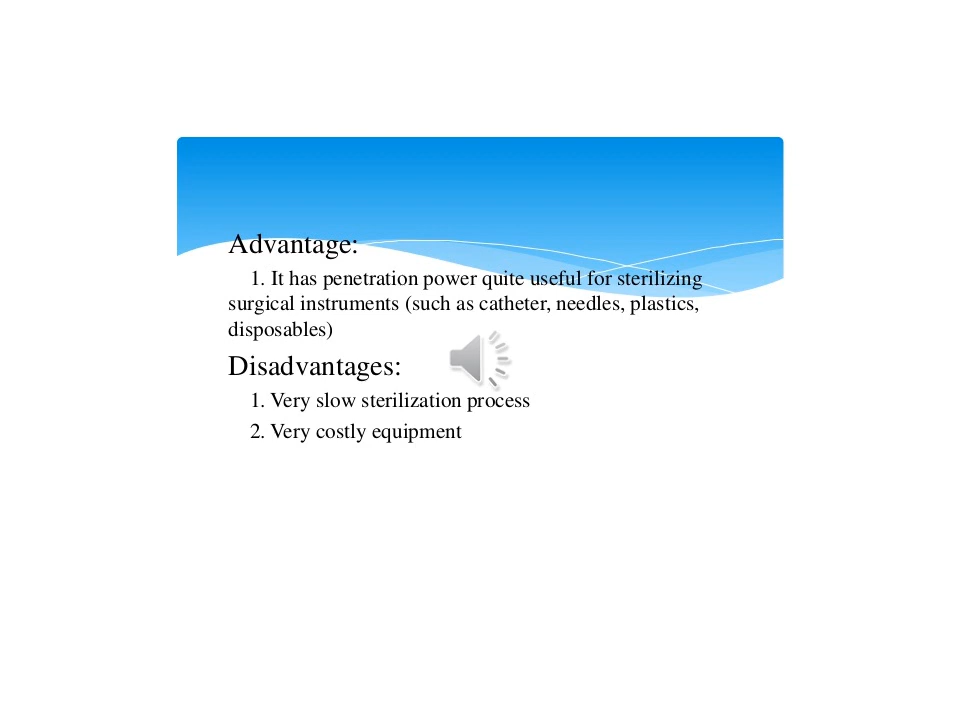 Advantage:
1. It has penetration power quite useful for sterilizing
surgical instruments (such as catheter, needles, plastics,
disposables)
Disadvantages:
1. Very slow sterilization process
2. Very costly equipment